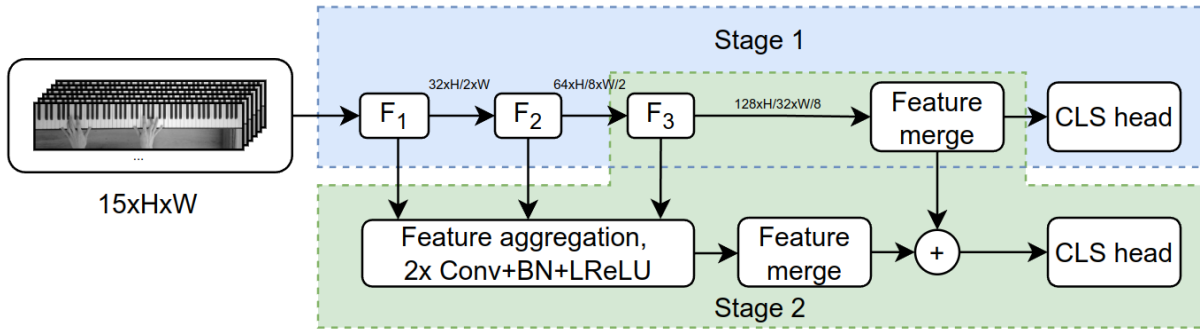 Stage 1
32xH/2xW
64xH/8xW/2
128xH/32xW/8
F1
F2
F3
Feature
merge
CLS head
...
15xHxW
Feature aggregation,
2x Conv+BN+LReLU
Feature
merge
+
CLS head
Stage 2